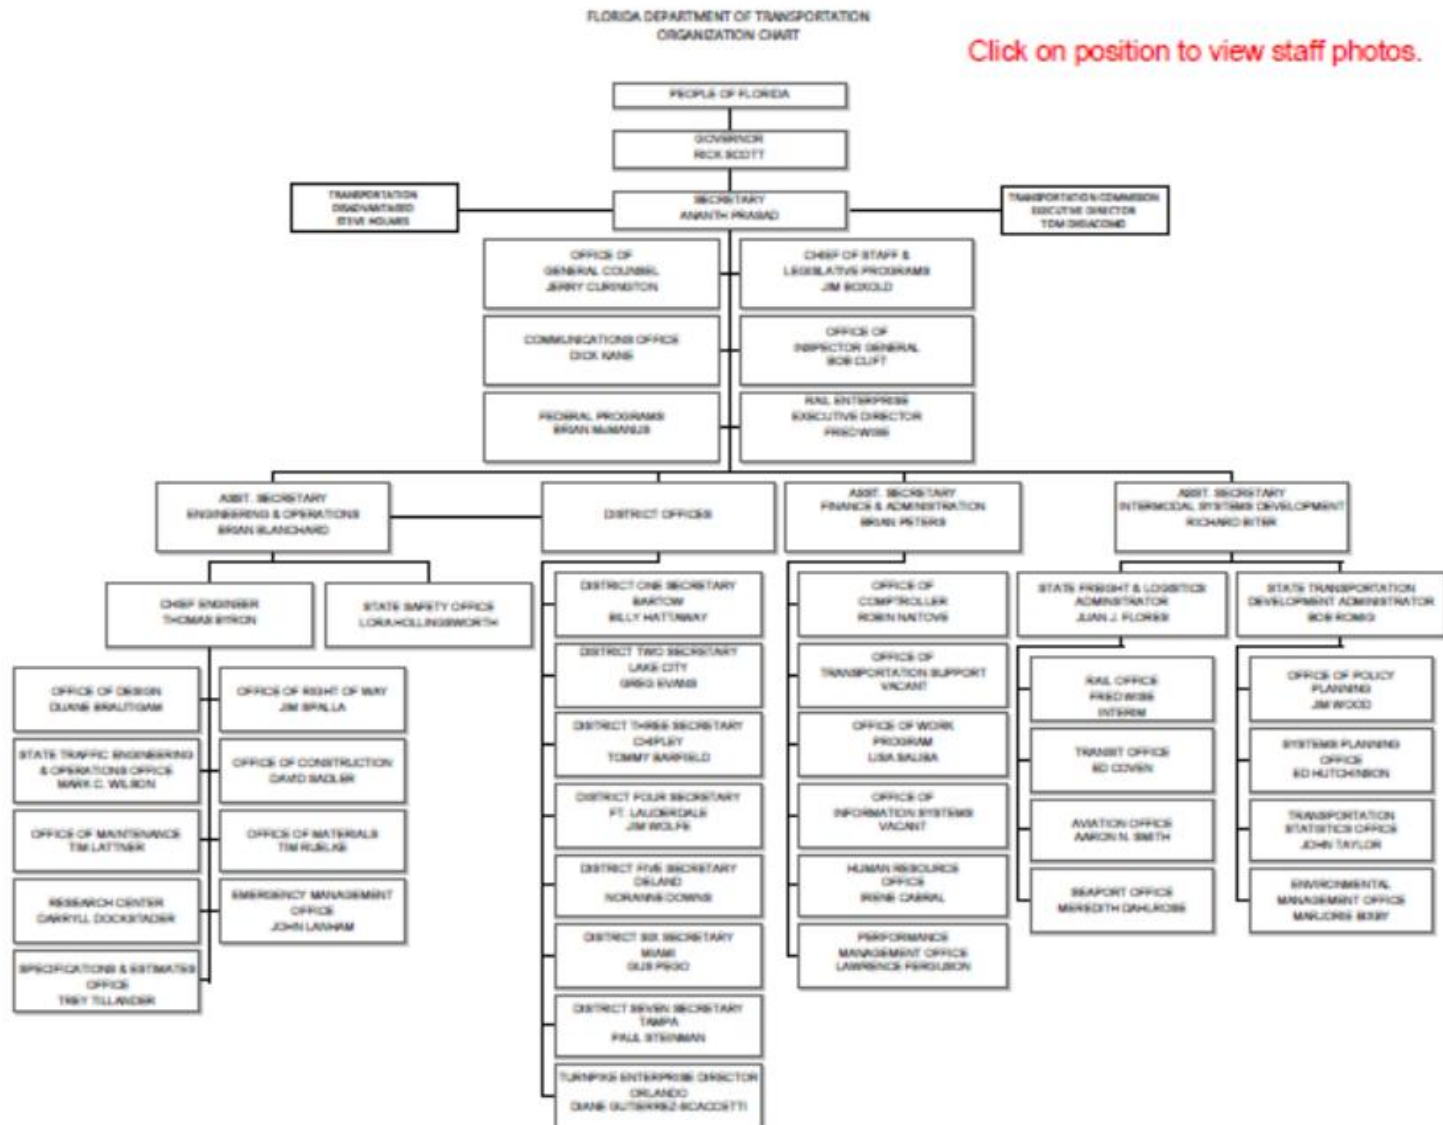 FLORIDA DEPARTMENT OF TRANSPORTATION
ORGANIZATION CHART
Click on position to view staff photos.
PEOPLE OF FLORIDA
GOVERNOR
RICK SCOTT
TRANSPORTATION
DISADVANTAGED
STEVE HOLMES
SECRETARY
ANANTH PRASAD
TRANSPORTATION COMMISSION
EXECUTIVE DIRECTOR
TOM DIGIACOMO
OFFICE OF
GENERAL COUNSEL
JERRY CURINGTON
CHIEF OF STAFF &
LEGISLATIVE PROGRAMS
JIM BOXOLD
COMMUNICATIONS OFFICE
DICK KANE
OFFICE OF
INSPECTOR GENERAL
BOB CLIFT
FEDERAL PROGRAMS
BRIAN McMANUS
RAIL ENTERPRISE
EXECUTIVE DIRECTOR
FRED WISE
ASST. SECRETARY
ENGINEERING & OPERATIONS
BRIAN BLANCHARD
DISTRICT OFFICES
ASST. SECRETARY
FINANCE & ADMINISTRATION
BRIAN PETERS
ASST. SECRETARY
INTERMODAL SYSTEMS DEVELOPMENT
RICHARD BITER
CHIEF ENGINEER
THOMAS BYRON
STATE SAFETY OFFICE
LORA HOLLINGSWORTH
OFFICE OF DESIGN
DUANE BRAUTIGAM
OFFICE OF RIGHT OF WAY
JIM SPALLA
STATE TRAFFIC ENGINEERING
& OPERATIONS OFFICE
MARK C. WILSON
OFFICE OF CONSTRUCTION
DAVID SADLER
OFFICE OF MAINTENANCE
TIM LATTNER
OFFICE OF MATERIALS
TIM RUELKE
RESEARCH CENTER
DARRYLL DOCKSTADER
EMERGENCY MANAGEMENT
OFFICE
JOHN LANHAM
SPECIFICATIONS & ESTIMATES
OFFICE
TREY TILLANDER
DISTRICT ONE SECRETARY
BARTOW
BILLY HATTAWAY
DISTRICT TWO SECRETARY
LAKE CITY
GREG EVANS
DISTRICT THREE SECRETARY
CHIPLEY
TOMMY BARFIELD
DISTRICT FOUR SECRETARY
FT. LAUDERDALE
JIM WOLFE
DISTRICT FIVE SECRETARY
DELAND
NORANNE DOWNS
DISTRICT SIX SECRETARY
MIAMI
GUS PEGO
DISTRICT SEVEN SECRETARY
TAMPA
PAUL STEINMAN
TURNPIKE ENTERPRISE DIRECTOR
ORLANDO
DIANE GUTIERREZ-SCACCETTI
OFFICE OF
COMPTROLLER
ROBIN NAITOVE
OFFICE OF
TRANSPORTATION SUPPORT
VACANT
OFFICE OF WORK
PROGRAM
LISA SALIBA
OFFICE OF
INFORMATION SYSTEMS
VACANT
HUMAN RESOURCE
OFFICE
IRENE CABRAL
PERFORMANCE
MANAGEMENT OFFICE
LAWRENCE FERGUSON
STATE FREIGHT & LOGISTICS
ADMINISTRATOR
JUAN J. FLORES
RAIL OFFICE
FRED WISE
INTERIM
TRANSIT OFFICE
ED COVEN
AVIATION OFFICE
AARON N. SMITH
SEAPORT OFFICE
MEREDITH DAHLROSE
STATE TRANSPORTATION
DEVELOPMENT ADMINISTRATOR
BOB ROMIG
OFFICE OF POLICY
PLANNING
JIM WOOD
SYSTEMS PLANNING
OFFICE
ED HUTCHINSON
TRANSPORTATION
STATISTICS OFFICE
JOHN TAYLOR
ENVIRONMENTAL
MANAGEMENT OFFICE
MARJORIE BIXBY